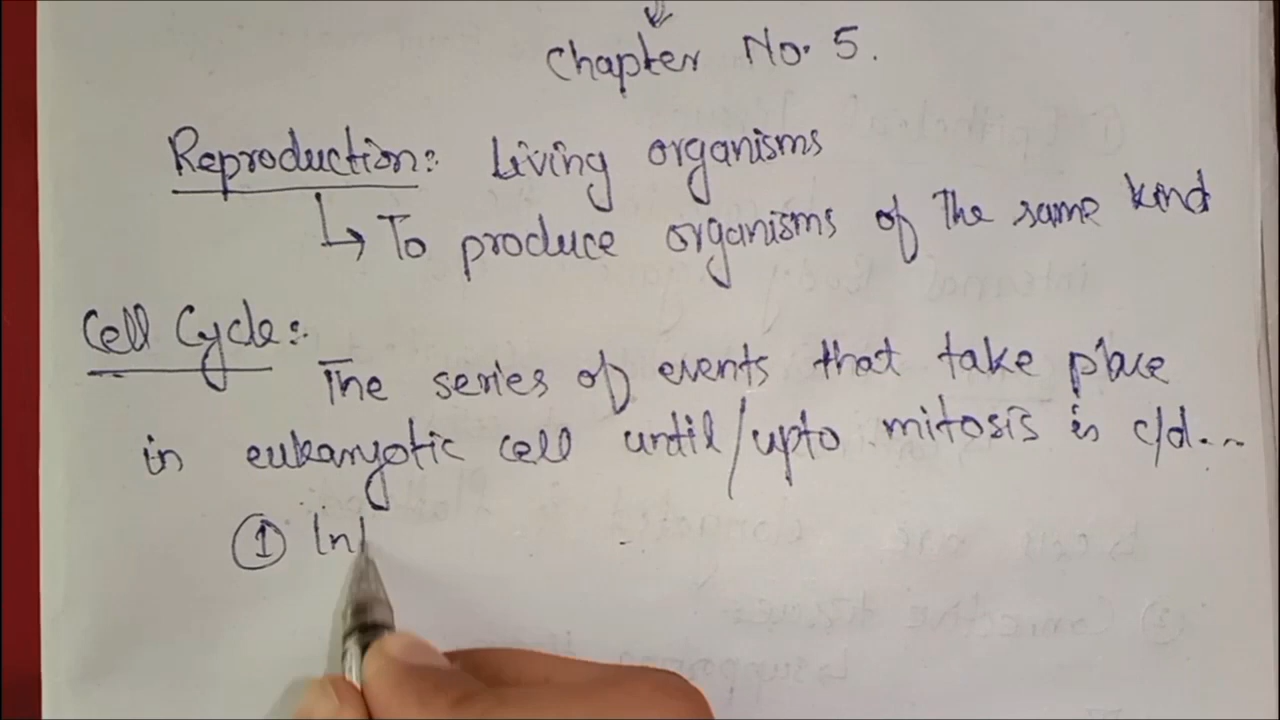 Chapter No. 5.
Reproduction: Living organisms
↳ To produce organisms of the same kind
Cell Cycle:
The series of events that take place
in eukaryotic cell until/upto mitosis is c/d...
① In